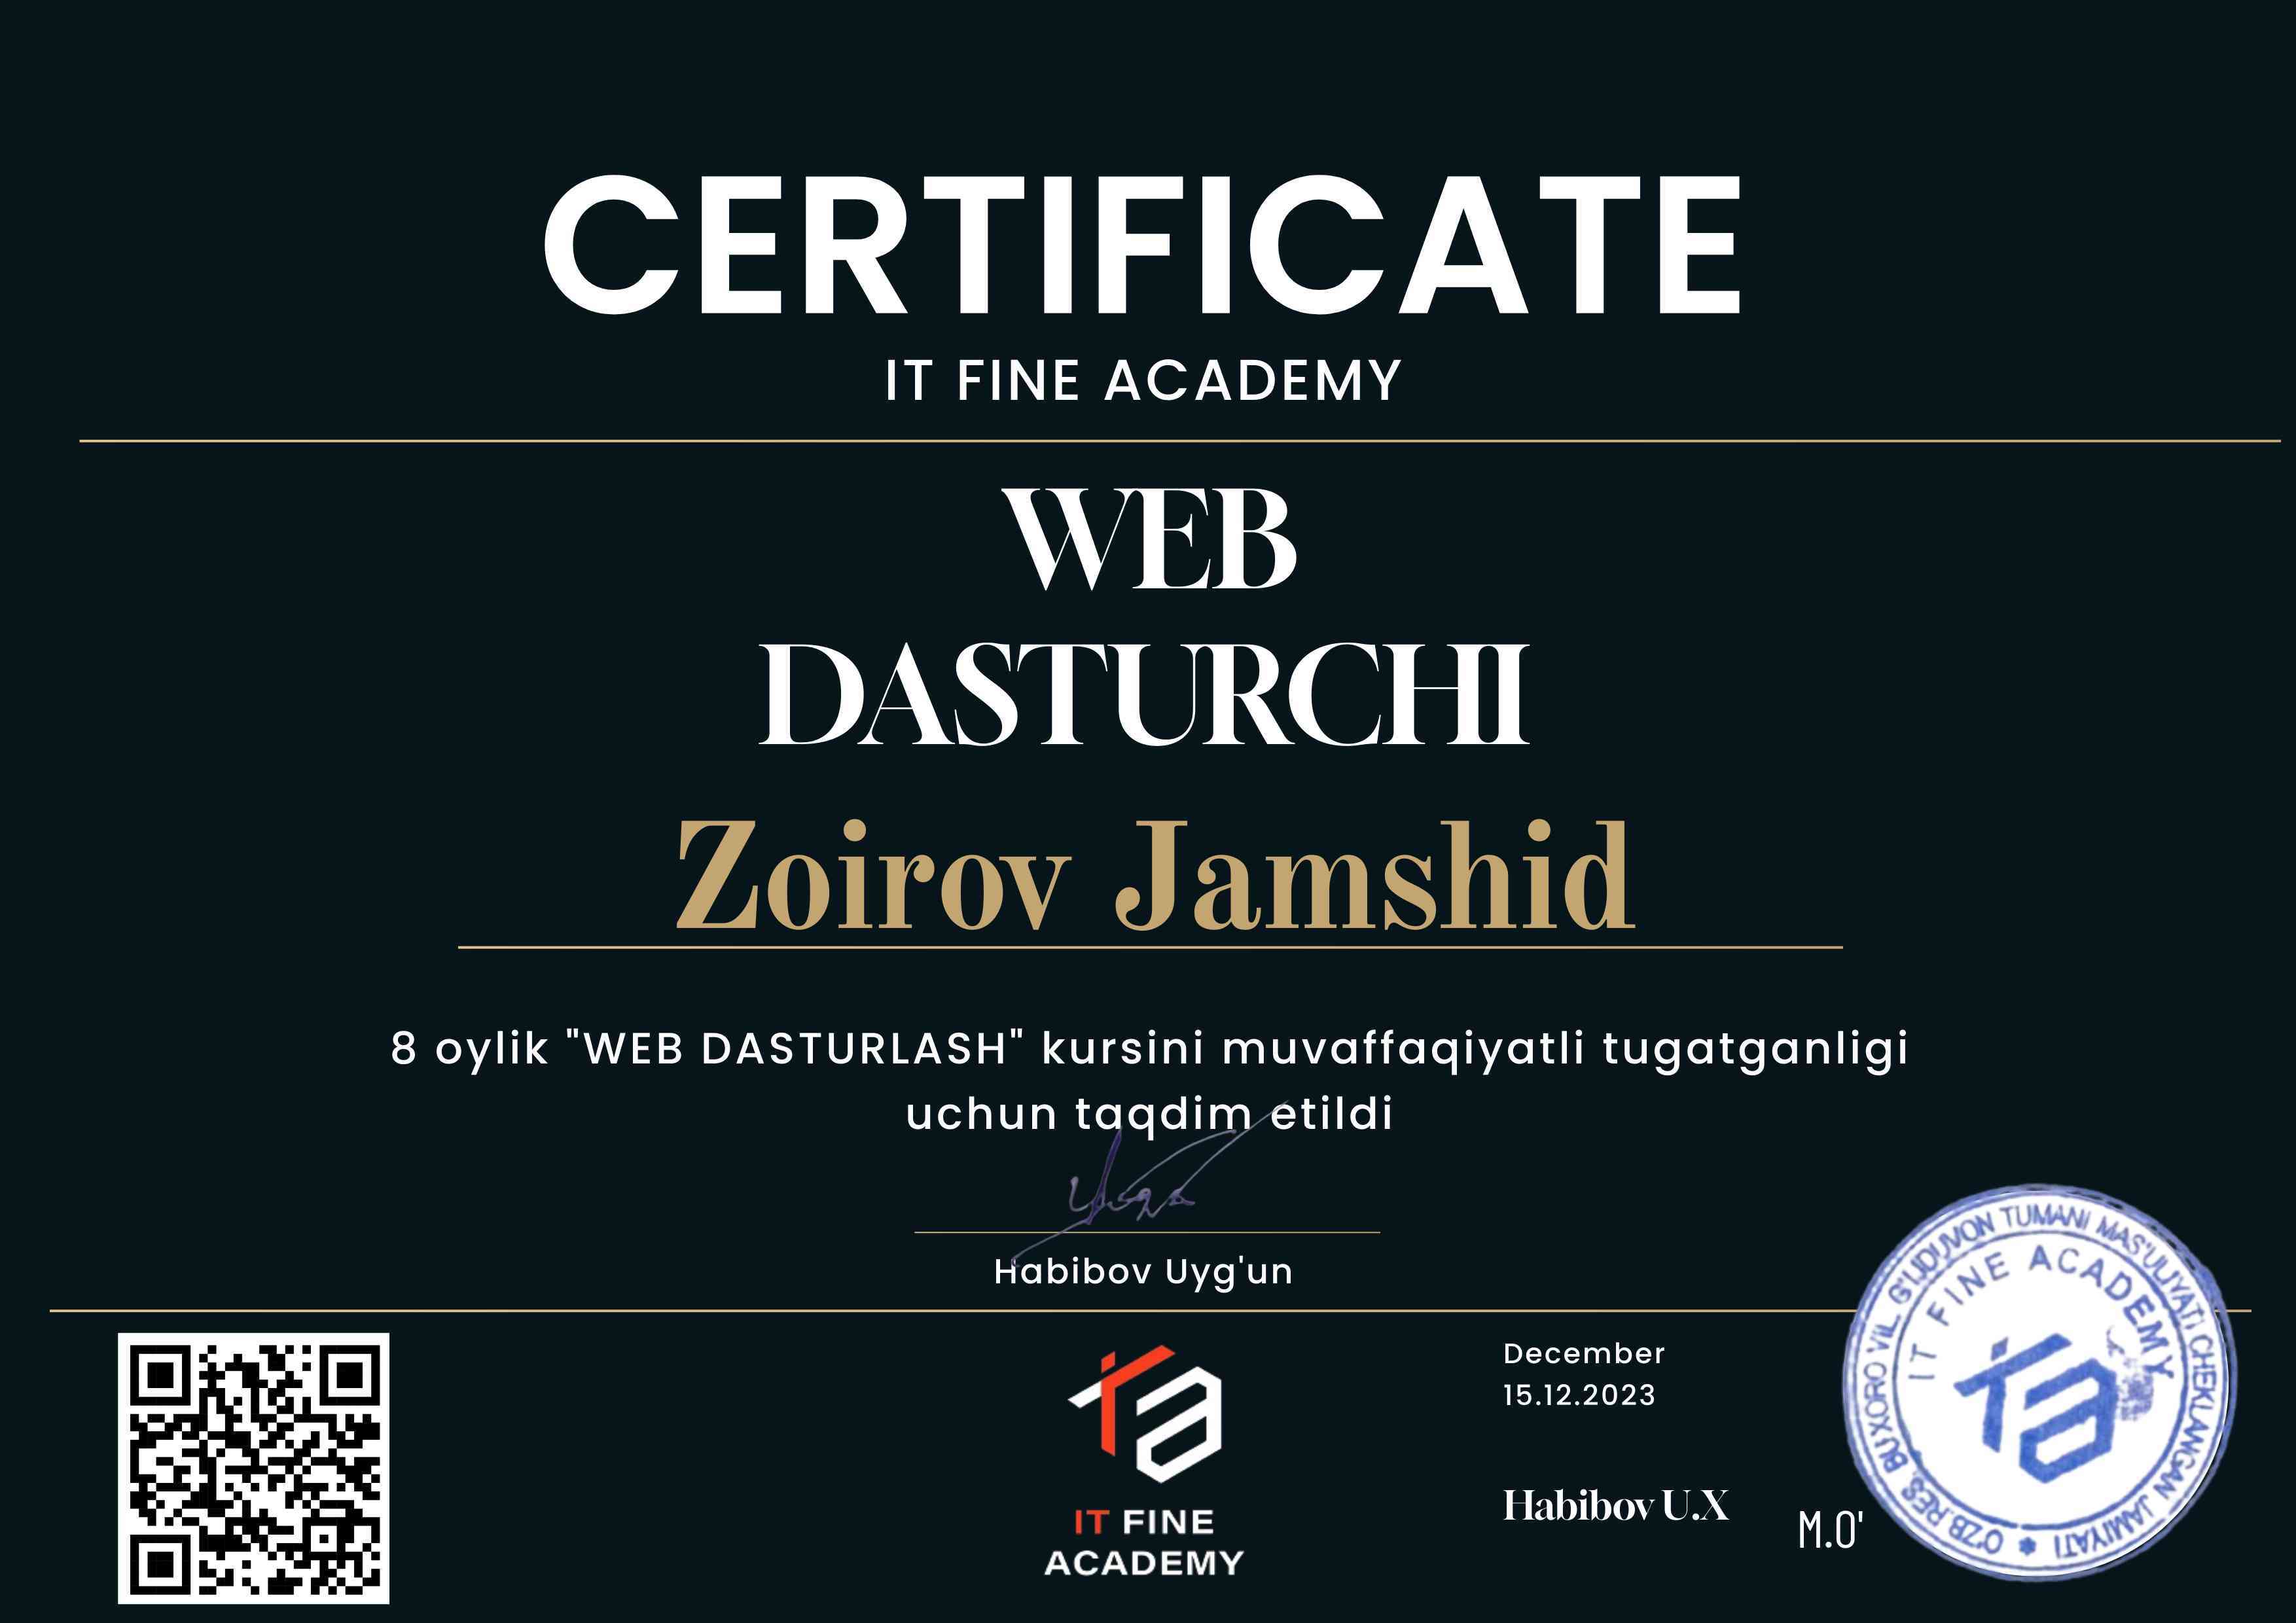 CERTIFICATE
IT FINE ACADEMY
WEB
DASTURCHI
Zoirov Jamshid
8 oylik "WEB DASTURLASH" kursini muvaffaqiyatli tugatganligi
uchun taqdim etildi
Habibov Uyg'un
IT FINE
ACADEMY
December
15.12.2023
Habibov U.X
M.O'
O'ZB.RES. BUXORO VIL. G'IJDUVON TUMANI MAS'ULIYATI CHEKLANGAN JAMIYATI
IT FINE ACADEMY